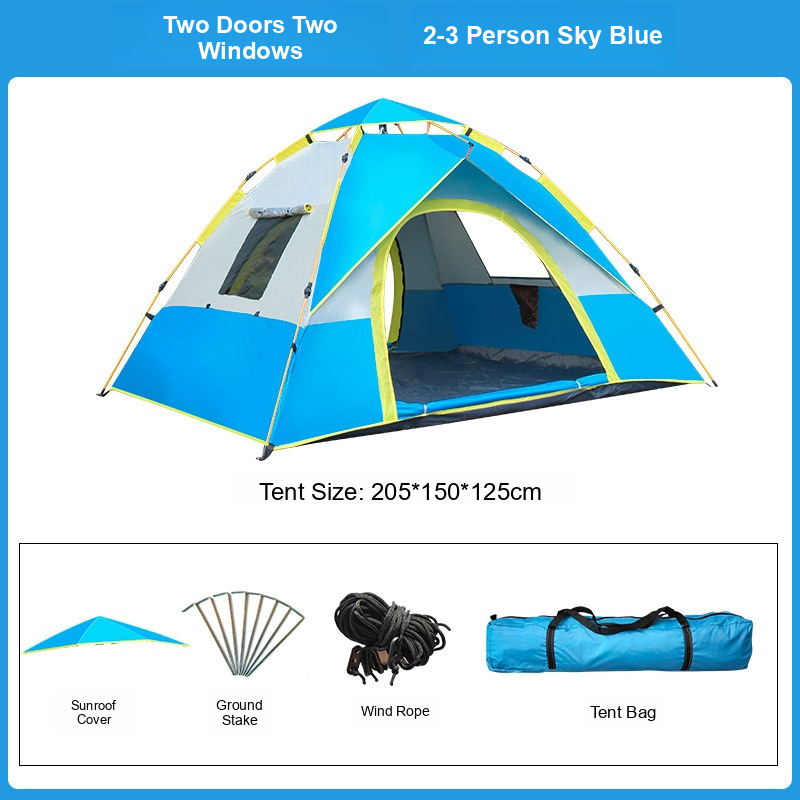 Two Doors Two
Windows
2-3 Person Sky Blue
Tent Size: 205*150*125cm
Sunroof
Cover
Ground
Stake
Wind Rope
Tent Bag